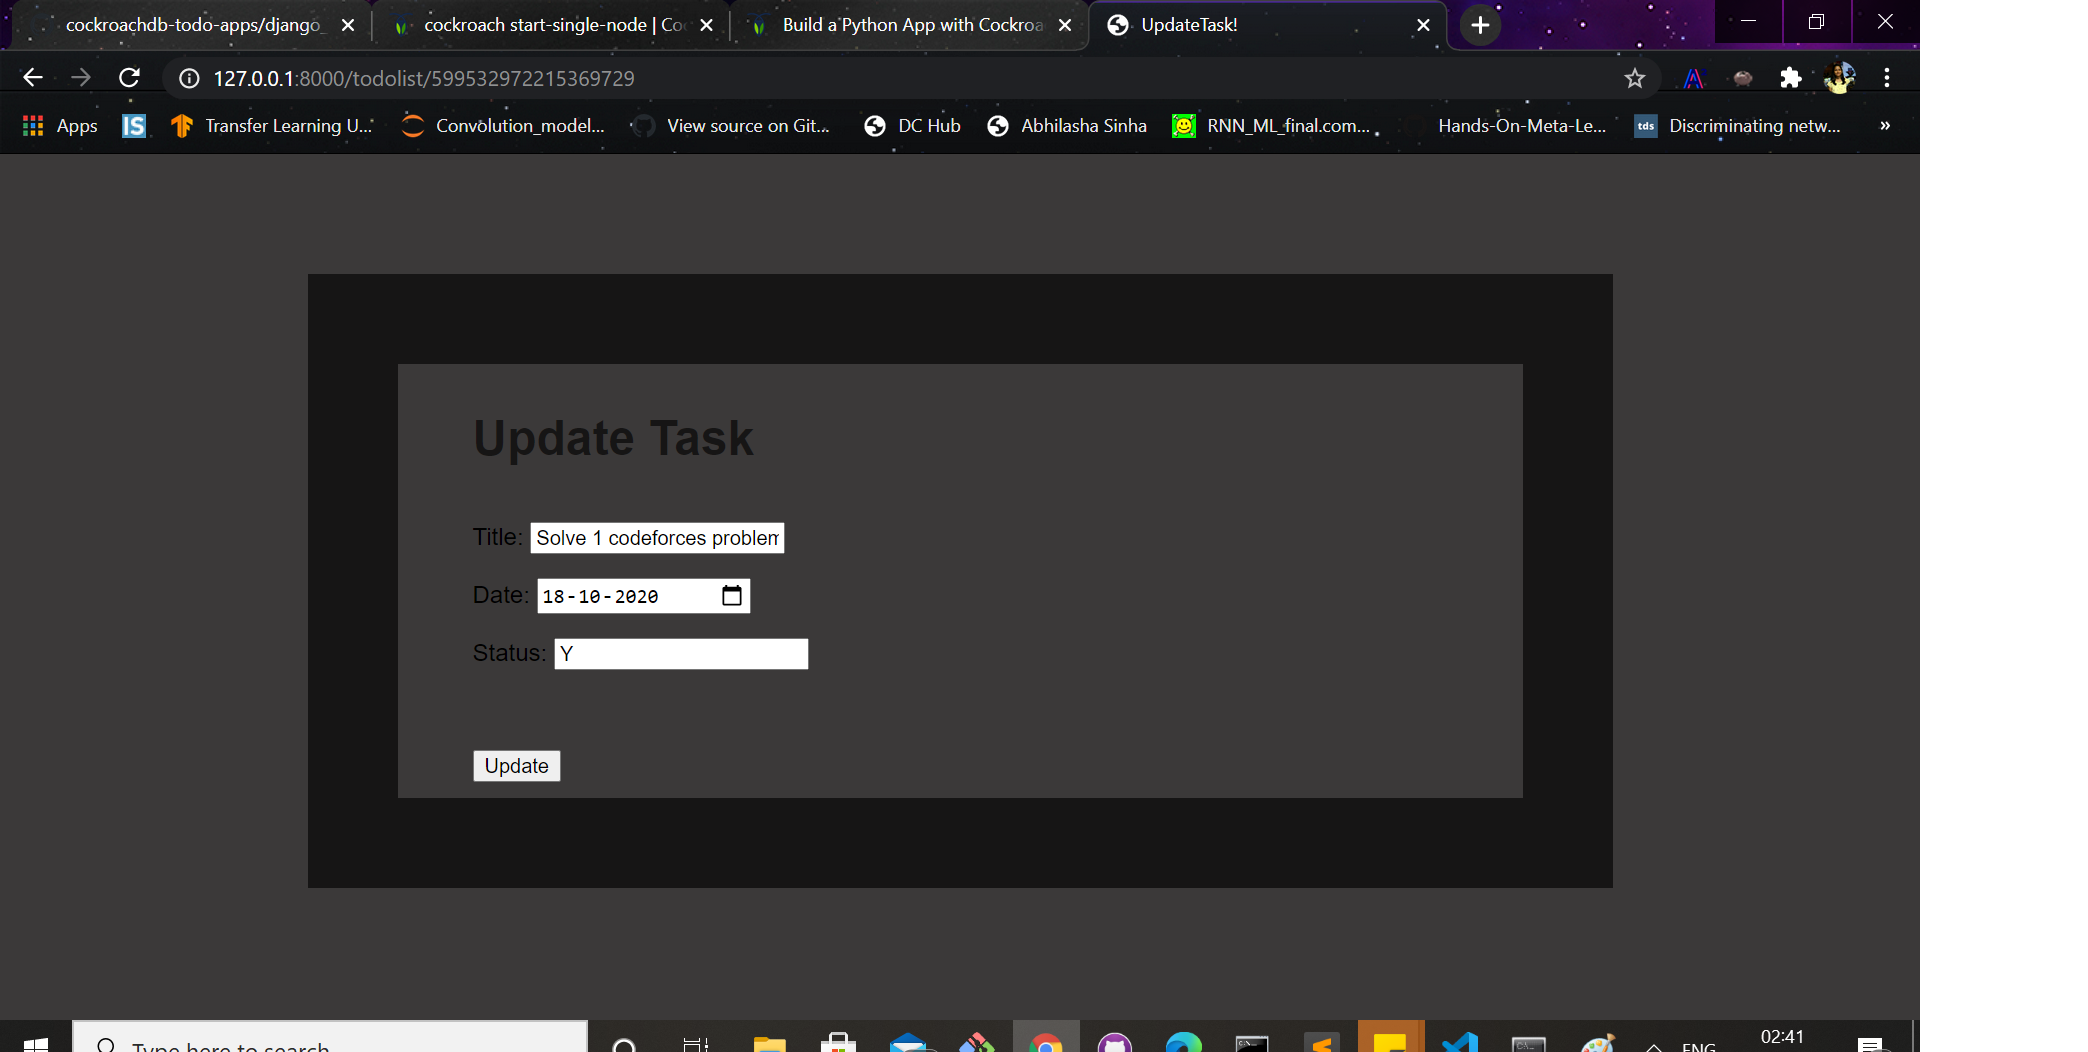 cockroachdb-todo-apps/django_
cockroach start-single-node | Co
Build a Python App with Cockroa
UpdateTask!
127.0.0.1:8000/todolist/599532972215369729
Apps
IS
Transfer Learning U...
Convolution_model...
View source on Git...
DC Hub
Abhilasha Sinha
RNN_ML_final.com...
Hands-On-Meta-Le...
tds
Discriminating netw...
»
Update Task
Title: Solve 1 codeforces problem
Date: 18-10-2020
Status: Y
Update
Type here to search
ENG
02:41